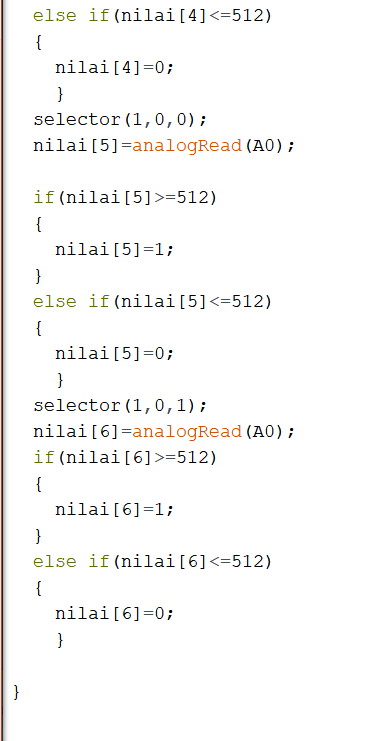 else if(nilai[4]<=512)
{
nilai[4]=0;
}
selector(1,0,0);
nilai[5]=analogRead(A0);
if(nilai[5]>=512)
{
nilai[5]=1;
}
else if(nilai[5]<=512)
{
nilai[5]=0;
}
selector(1,0,1);
nilai[6]=analogRead(A0);
if(nilai[6]>=512)
{
nilai[6]=1;
}
else if(nilai[6]<=512)
{
nilai[6]=0;
}
}